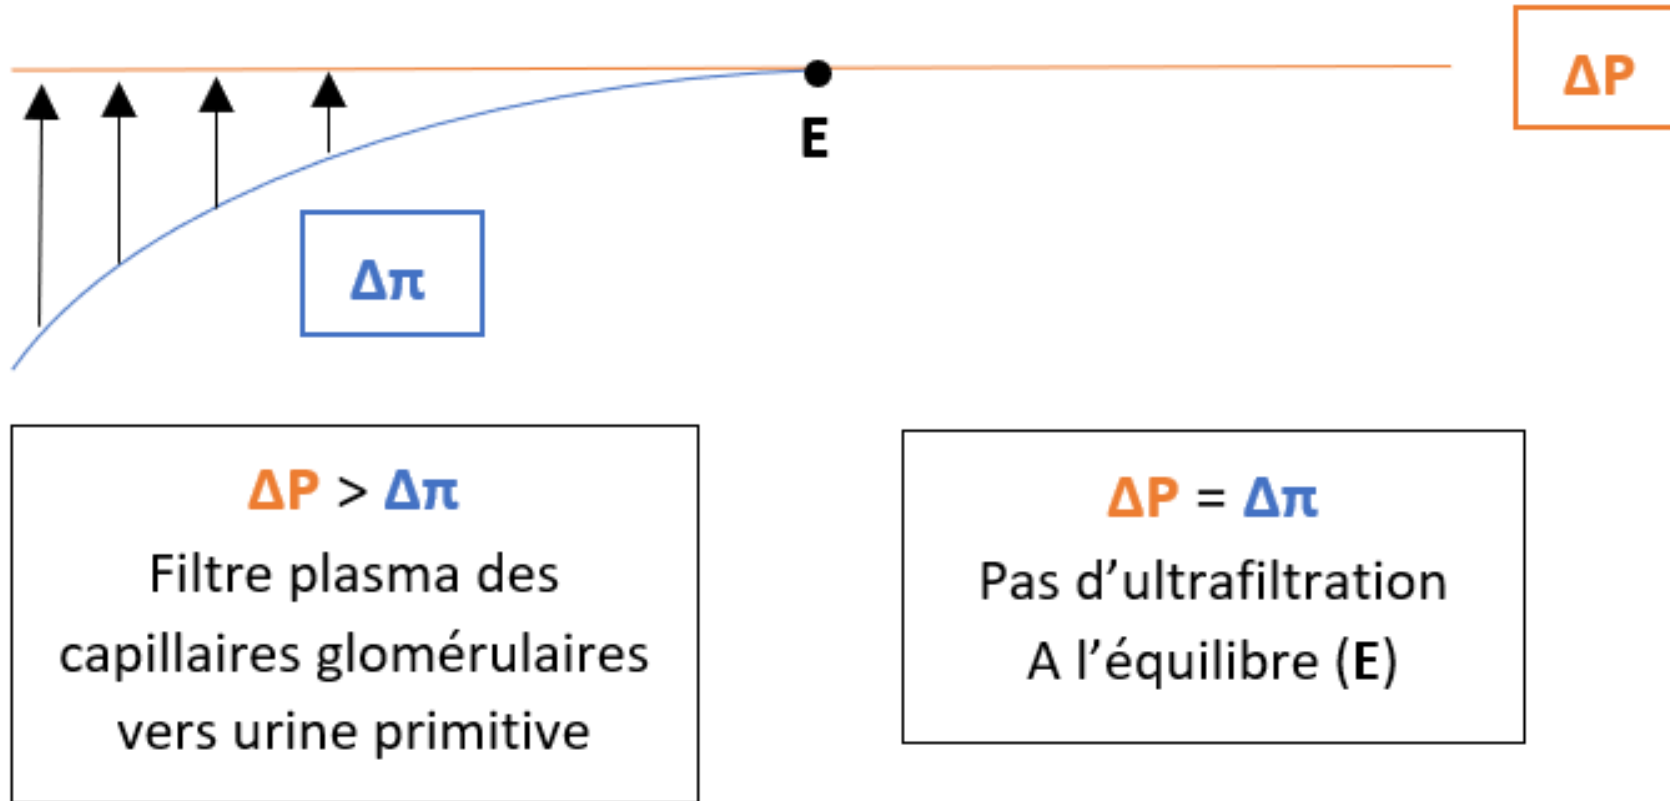 ΔP
E
Δπ
ΔP > Δπ
Filtre plasma des
capillaires glomérulaires
vers urine primitive
ΔP = Δπ
Pas d’ultrafiltration
A l’équilibre (E)